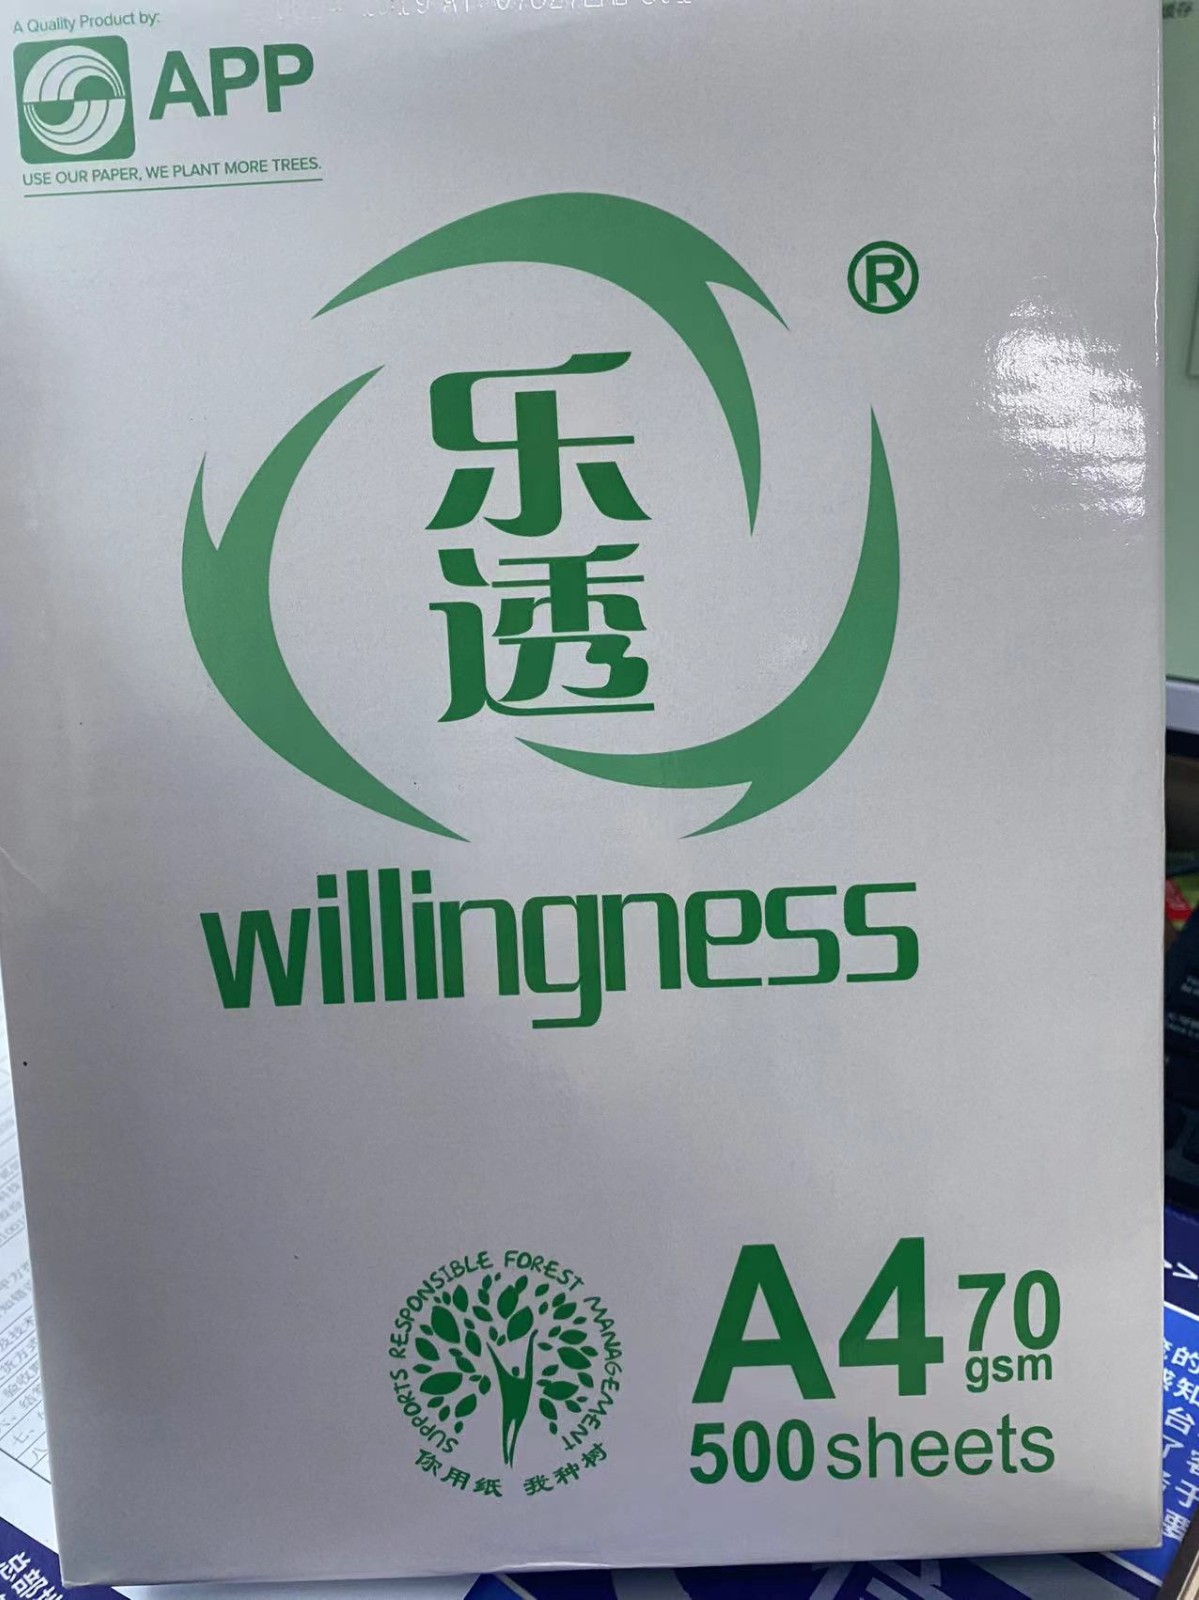 A Quality Product by:
APP
USE OUR PAPER, WE PLANT MORE TREES.
®
乐
透
willingness
SUPPORTS RESPONSIBLE FOREST MANAGEMENT
你用纸 我种树
A4 70
gsm
500 sheets